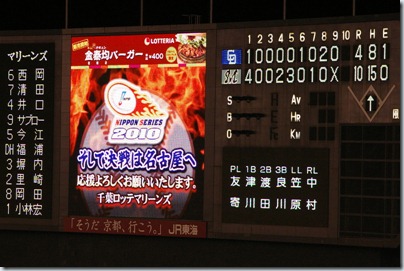 マリーンズ
6 西岡
7 清田
4 井口
9 サブロー
5 今江
DH 福浦
3 堀内
2 里崎
8 岡田
1 小林宏
LOTTERIA
金泰均バーガー ¥400
NIPPON SERIES
2010
そして決戦は名古屋へ
応援よろしくお願いいたします。
千葉ロッテマリーンズ
「そうだ 京都、行こう。」 JR東海
1 2 3 4 5 6 7 8 9 10 R H E
1 0 0 0 0 1 0 2 0 4 8 1
4 0 0 2 3 0 1 0 X 10 15 0
S Av
B Hr
O Km
PL 1B 2B 3B LL RL
友寄 津川 渡田 良川 笠原 中村